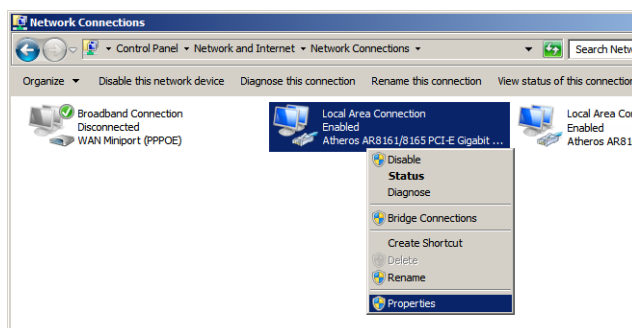 Network Connections
Control Panel Network and Internet Network Connections Search Netw
Organize Disable this network device Diagnose this connection Rename this connection View status of this connection
Broadband Connection
Disconnected
WAN Miniport (PPPOE)
Local Area Connection
Enabled
Atheros AR8161/8165 PCI-E Gigabit ...
Local Area Co
Enabled
Atheros AR81
Disable
Status
Diagnose
Bridge Connections
Create Shortcut
Delete
Rename
Properties